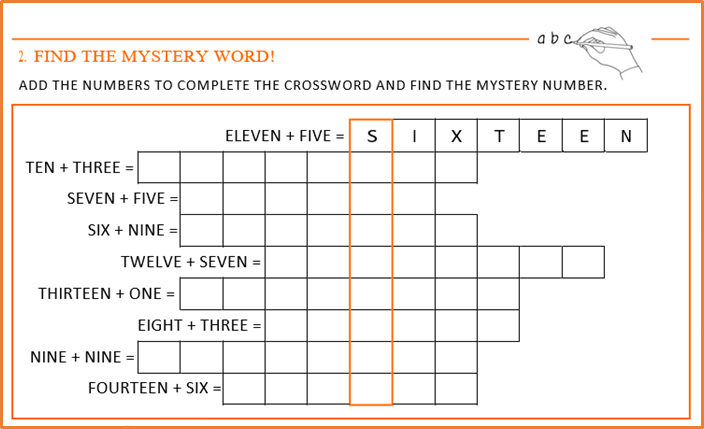 a b c
2. FIND THE MYSTERY WORD!
ADD THE NUMBERS TO COMPLETE THE CROSSWORD AND FIND THE MYSTERY NUMBER.
ELEVEN + FIVE = S I X T E E N
TEN + THREE =
SEVEN + FIVE =
SIX + NINE =
TWELVE + SEVEN =
THIRTEEN + ONE =
EIGHT + THREE =
NINE + NINE =
FOURTEEN + SIX =